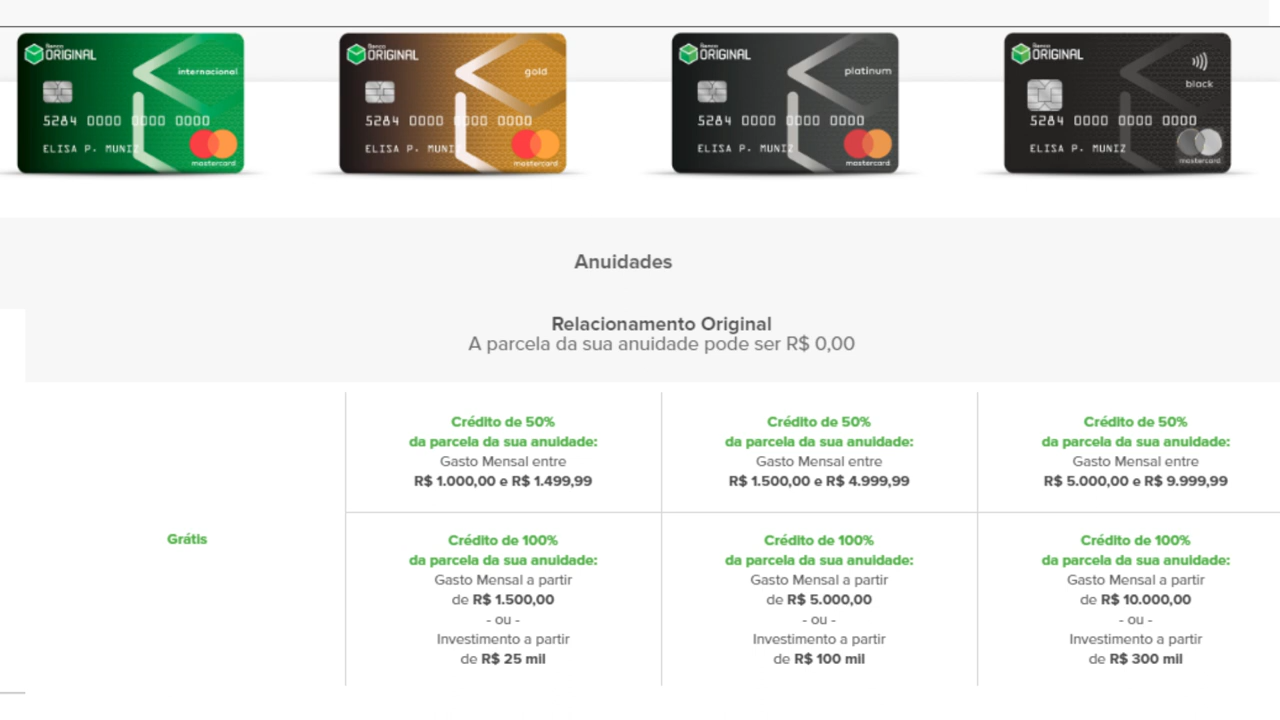 Banco
ORIGINAL
internacional
5284 0000 0000 0000
ELISA P. MUNIZ
mastercard
Banco
ORIGINAL
gold
5284 0000 0000 0000
ELISA P. MUNIZ
mastercard
Banco
ORIGINAL
platinum
5284 0000 0000 0000
ELISA P. MUNIZ
mastercard
Banco
ORIGINAL
black
5284 0000 0000 0000
ELISA P. MUNIZ
mastercard
Anuidades
Relacionamento Original
A parcela da sua anuidade pode ser R$ 0,00
Grátis
Crédito de 50%
da parcela da sua anuidade:
Gasto Mensal entre
R$ 1.000,00 e R$ 1.499,99
Crédito de 100%
da parcela da sua anuidade:
Gasto Mensal a partir
de R$ 1.500,00
- ou -
Investimento a partir
de R$ 25 mil
Crédito de 50%
da parcela da sua anuidade:
Gasto Mensal entre
R$ 1.500,00 e R$ 4.999,99
Crédito de 100%
da parcela da sua anuidade:
Gasto Mensal a partir
de R$ 5.000,00
- ou -
Investimento a partir
de R$ 100 mil
Crédito de 50%
da parcela da sua anuidade:
Gasto Mensal entre
R$ 5.000,00 e R$ 9.999,99
Crédito de 100%
da parcela da sua anuidade:
Gasto Mensal a partir
de R$ 10.000,00
- ou -
Investimento a partir
de R$ 300 mil